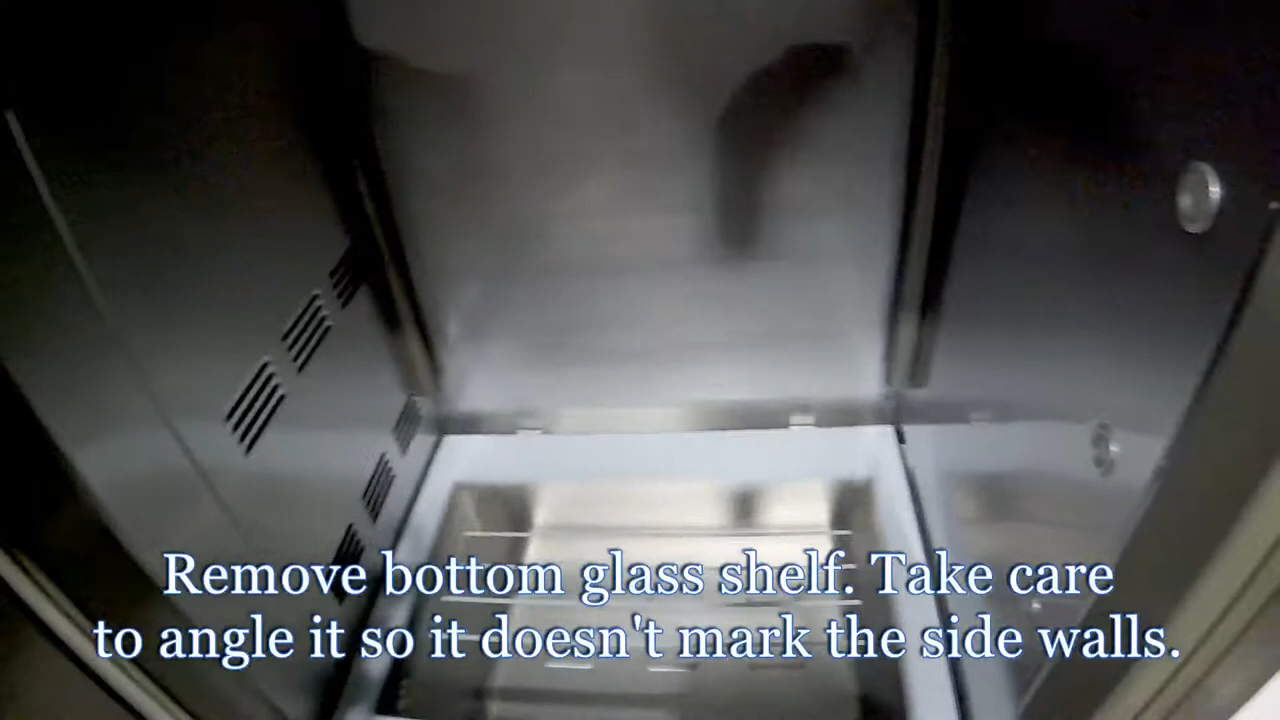 Remove bottom glass shelf. Take care
to angle it so it doesn't mark the side walls.